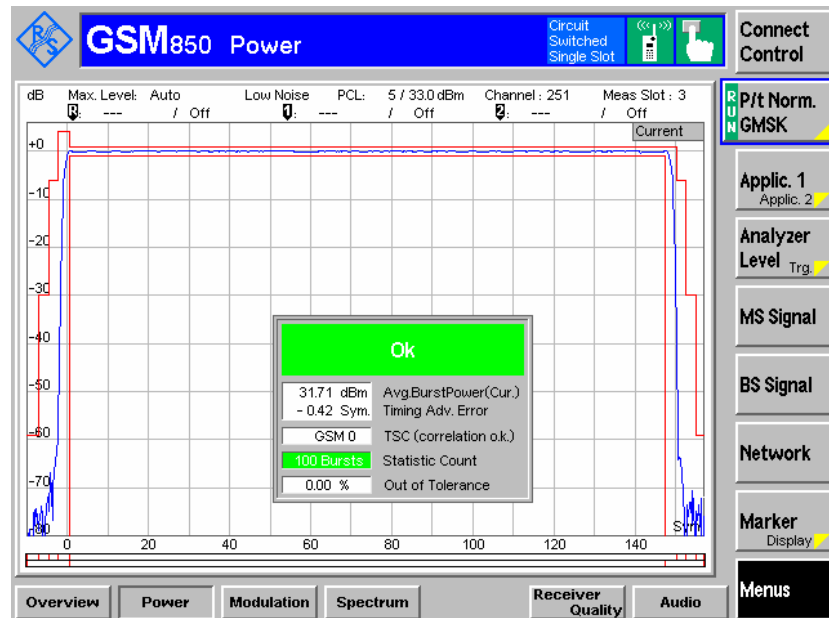 R&S
GSM850 Power
Circuit
Switched
Single Slot
Connect
Control
dB Max. Level: Auto Low Noise PCL: 5 / 33.0 dBm Channel : 251 Meas Slot : 3
R: --- / Off 1: --- / Off 2: --- / Off
Current
RUN
P/t Norm.
GMSK
Applic. 1
Applic. 2
Analyzer
Level Trg.
MS Signal
BS Signal
Network
Marker
Display
Menus
+0
-10
-20
-30
-40
-50
-60
-70
-80
Ok
31.71 dBm Avg.BurstPower(Cur.)
- 0.42 Sym. Timing Adv. Error
GSM 0 TSC (correlation o.k.)
100 Bursts Statistic Count
0.00 % Out of Tolerance
0 20 40 60 80 100 120 140
Overview Power Modulation Spectrum Receiver Quality Audio